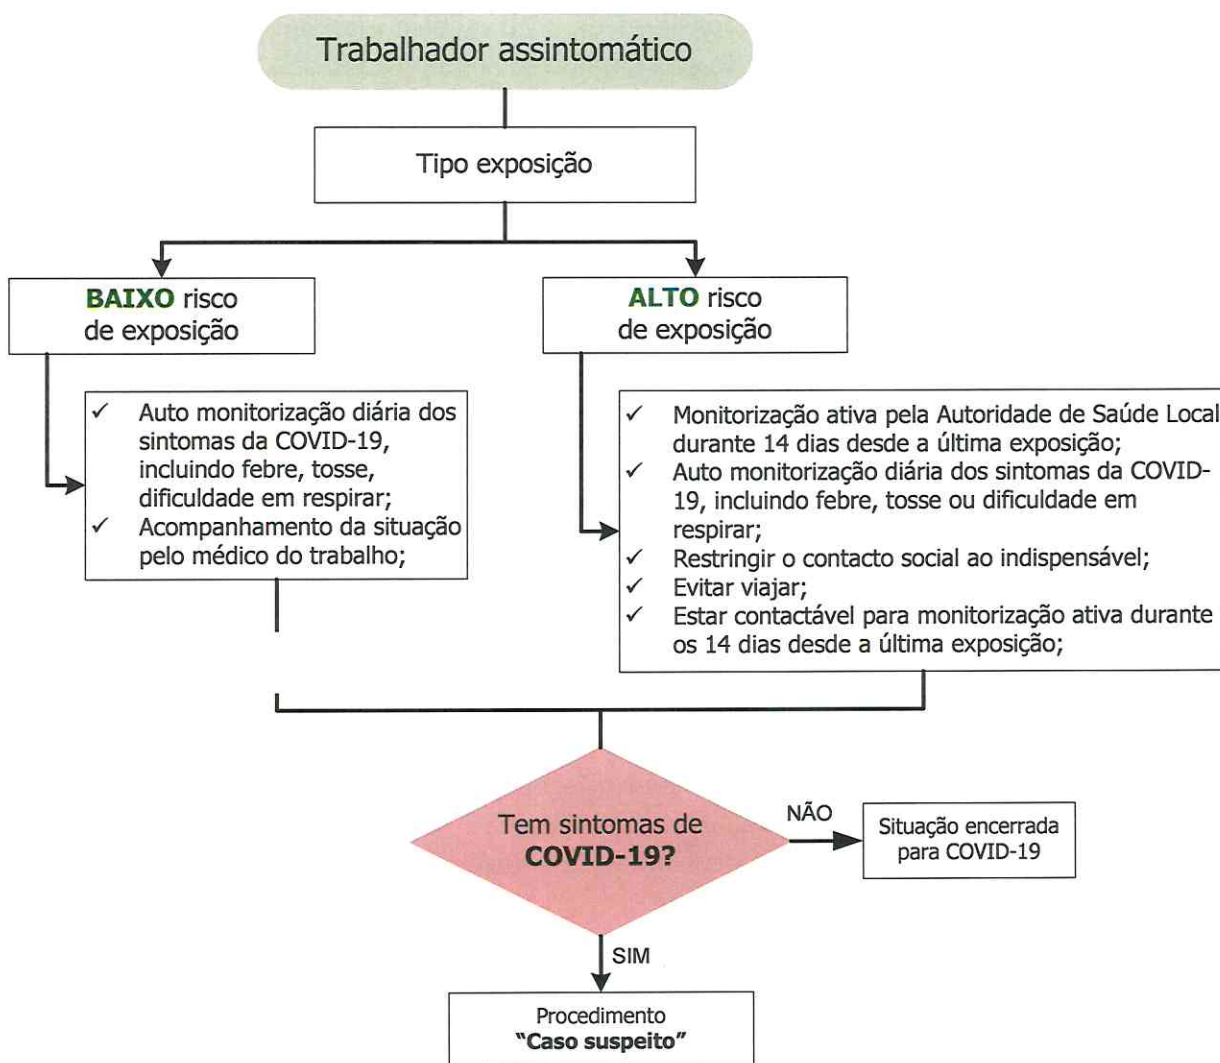 Trabalhador assintomático
Tipo exposição
BAIXO risco
de exposição
ALTO risco
de exposição
✓ Auto monitorização diária dos
sintomas da COVID-19,
incluindo febre, tosse,
dificuldade em respirar;
✓ Acompanhamento da situação
pelo médico do trabalho;
✓ Monitorização ativa pela Autoridade de Saúde Local
durante 14 dias desde a última exposição;
✓ Auto monitorização diária dos sintomas da COVID-
19, incluindo febre, tosse ou dificuldade em
respirar;
✓ Restringir o contacto social ao indispensável;
✓ Evitar viajar;
✓ Estar contactável para monitorização ativa durante
os 14 dias desde a última exposição;
Tem sintomas de
COVID-19?
NÃO
Situação encerrada
para COVID-19
SIM
Procedimento
"Caso suspeito"